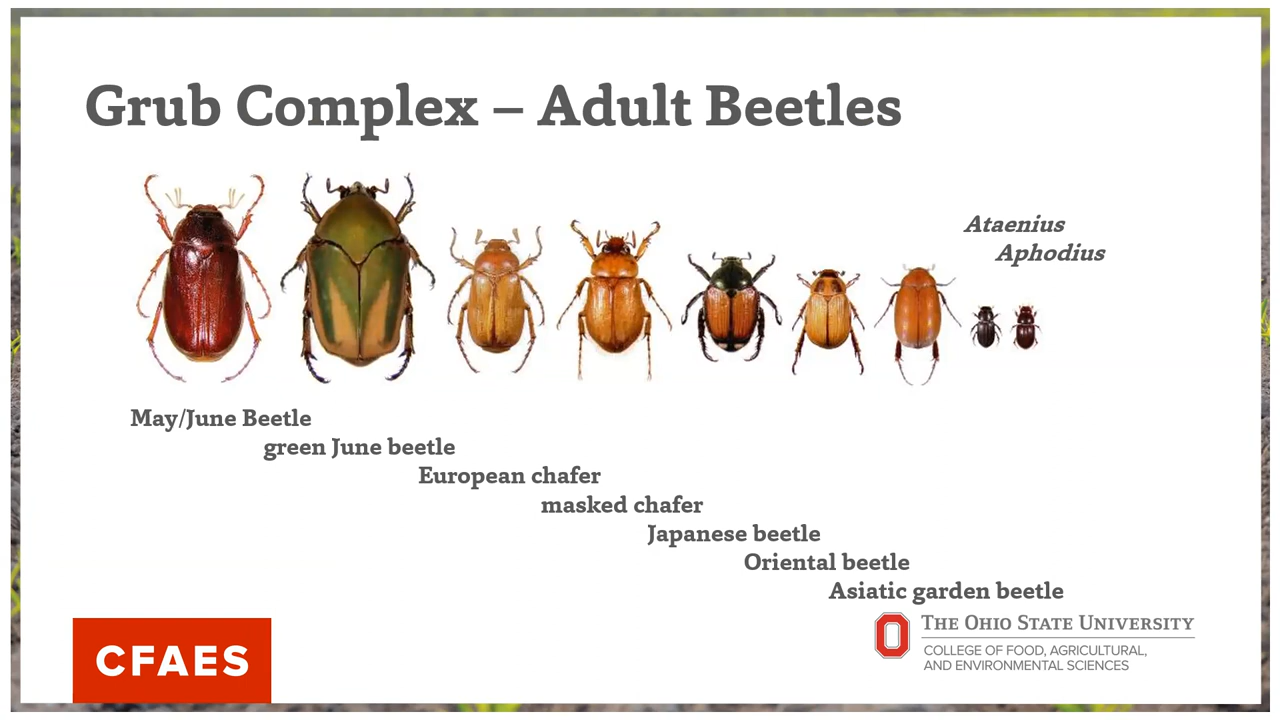 Grub Complex – Adult Beetles
Ataenius
Aphodius
May/June Beetle
green June beetle
European chafer
masked chafer
Japanese beetle
Oriental beetle
Asiatic garden beetle
CFAES
THE OHIO STATE UNIVERSITY
COLLEGE OF FOOD, AGRICULTURAL,
AND ENVIRONMENTAL SCIENCES